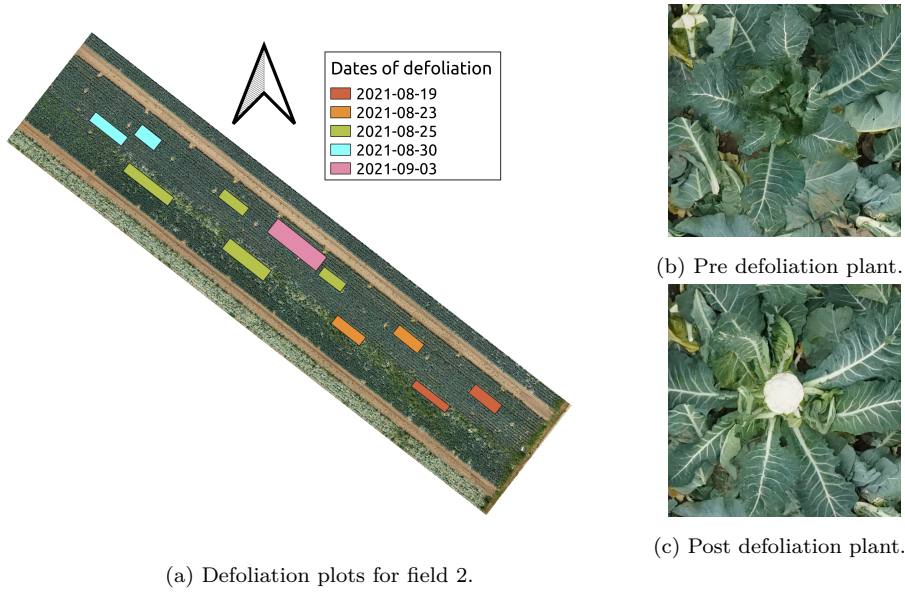 Dates of defoliation
2021-08-19
2021-08-23
2021-08-25
2021-08-30
2021-09-03
(b) Pre defoliation plant.
(c) Post defoliation plant.
(a) Defoliation plots for field 2.